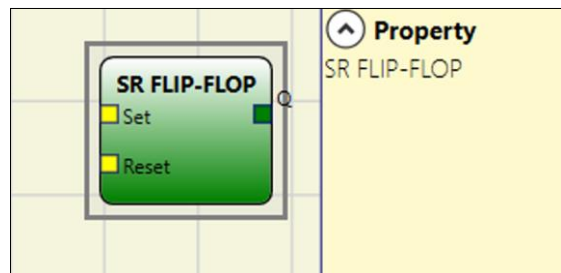 SR FLIP-FLOP
Set
Q
Reset
Property
SR FLIP-FLOP